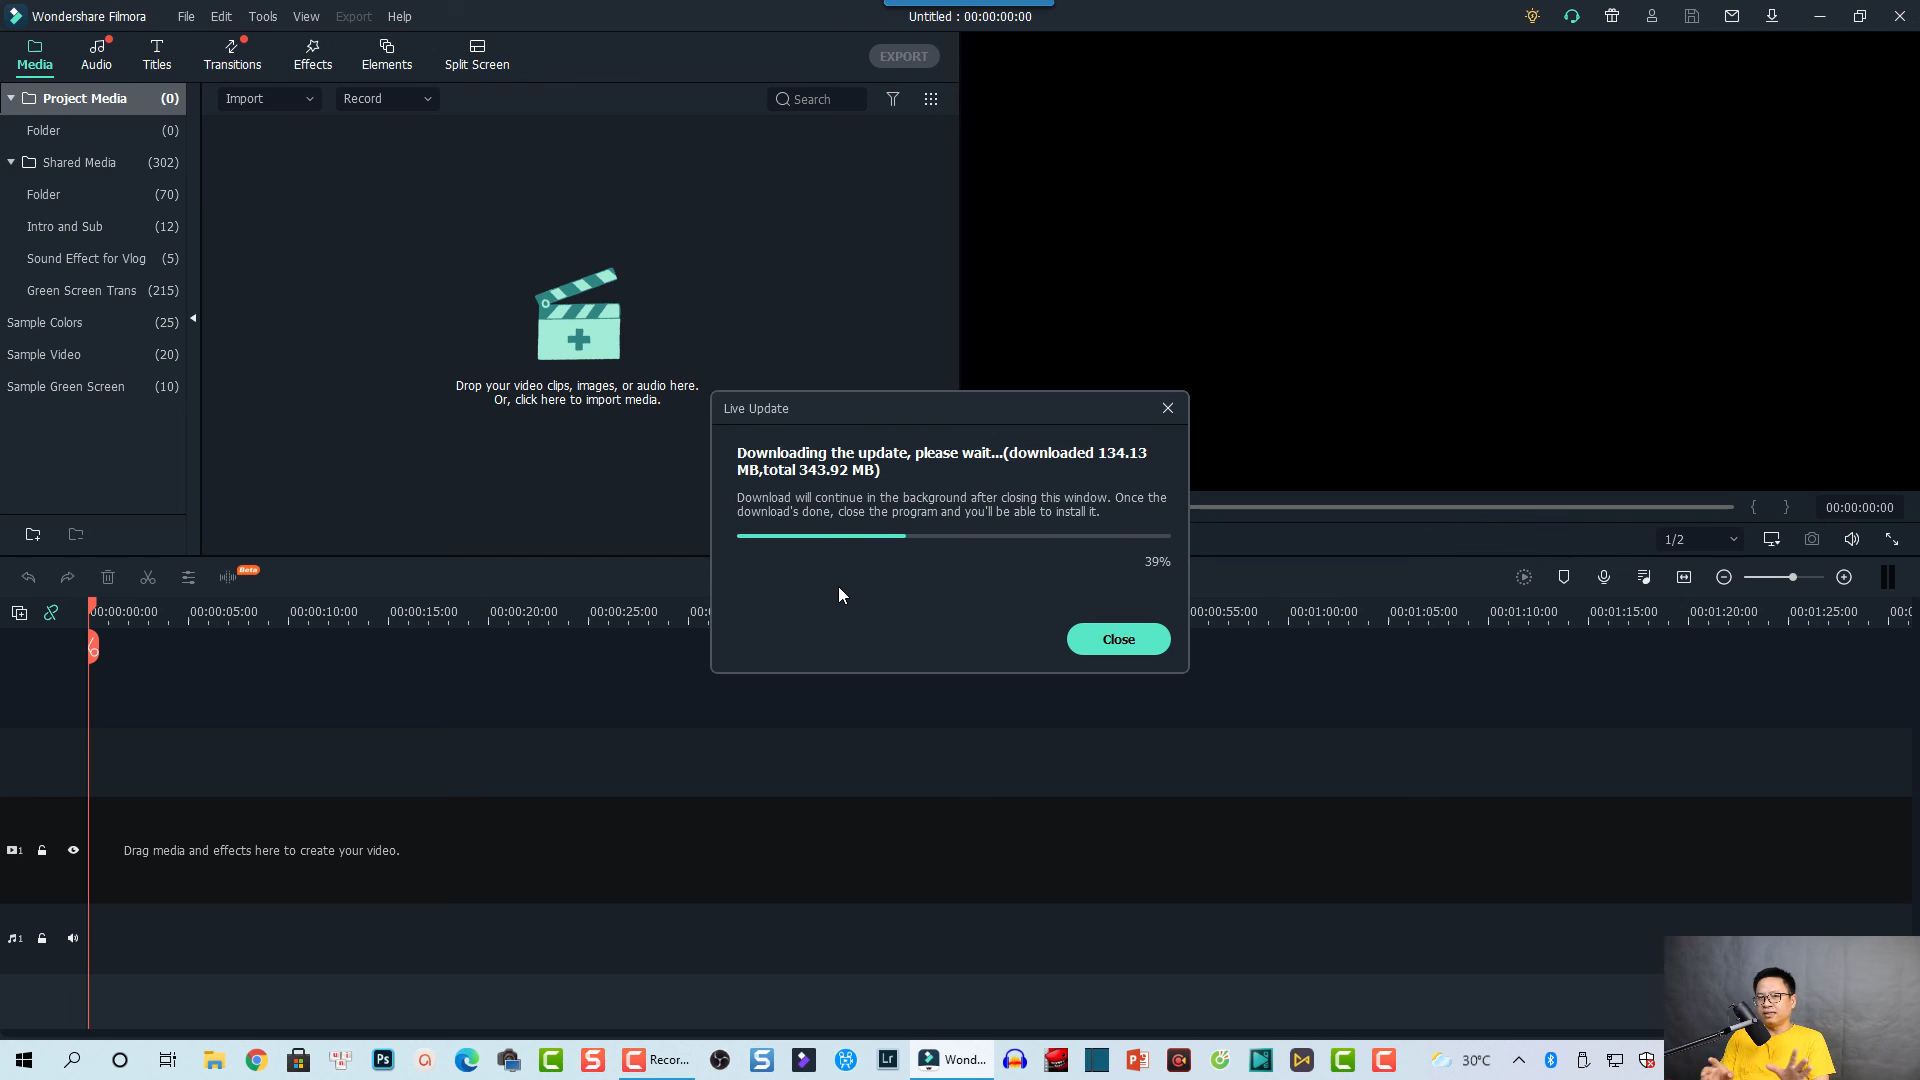 Wondershare Filmora File Edit Tools View Export Help Untitled : 00:00:00:00
Media Audio Titles Transitions Effects Elements Split Screen EXPORT
Project Media (0) Import Record Search
Folder (0)
Shared Media (302)
Folder (70)
Intro and Sub (12)
Sound Effect for Vlog (5)
Green Screen Trans (215)
Sample Colors (25)
Sample Video (20)
Sample Green Screen (10)
Drop your video clips, images, or audio here.
Or, click here to import media.
Live Update
Downloading the update, please wait...(downloaded 134.13
MB,total 343.92 MB)
Download will continue in the background after closing this window. Once the
download's done, close the program and you'll be able to install it.
39%
Close
{ } 00:00:00:00
1/2
Beta
00:00:00:00 00:00:05:00 00:00:10:00 00:00:15:00 00:00:20:00 00:00:25:00 00:00:55:00 00:01:00:00 00:01:05:00 00:01:10:00 00:01:15:00 00:01:20:00 00:01:25:00
1 Drag media and effects here to create your video.
1
Ps Recor... Lr Wond... 30°C